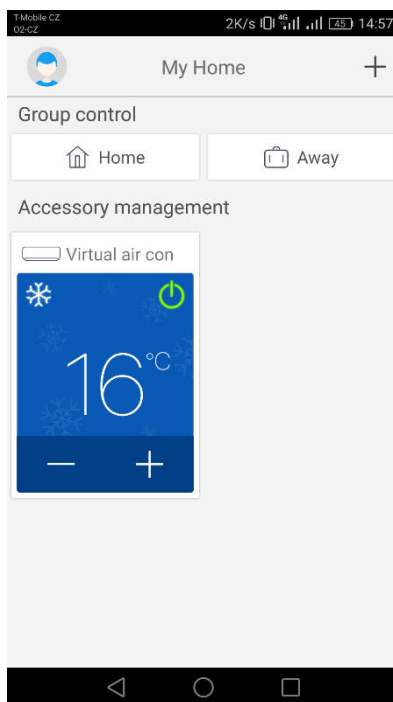 T-Mobile CZ
O2-CZ
2K/s 4G 45 14:57
My Home
Group control
Home
Away
Accessory management
Virtual air con
16°C